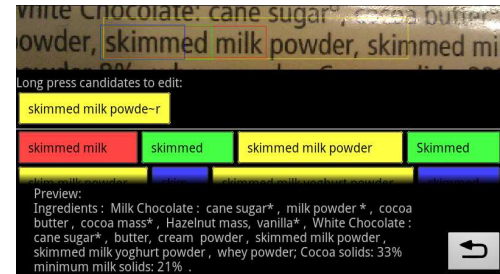 White Chocolate: cane sugar*, cocoa butter
owder, skimmed milk powder, skimmed mi
Long press candidates to edit:
skimmed milk powde~r
skimmed milk skimmed skimmed milk powder Skimmed
Preview:
Ingredients : Milk Chocolate : cane sugar* , milk powder * , cocoa
butter , cocoa mass* , Hazelnut mass, vanilla* , White Chocolate :
cane sugar* , butter, cream powder , skimmed milk powder ,
skimmed milk yoghurt powder , whey powder; Cocoa solids: 33%
minimum milk solids: 21% .